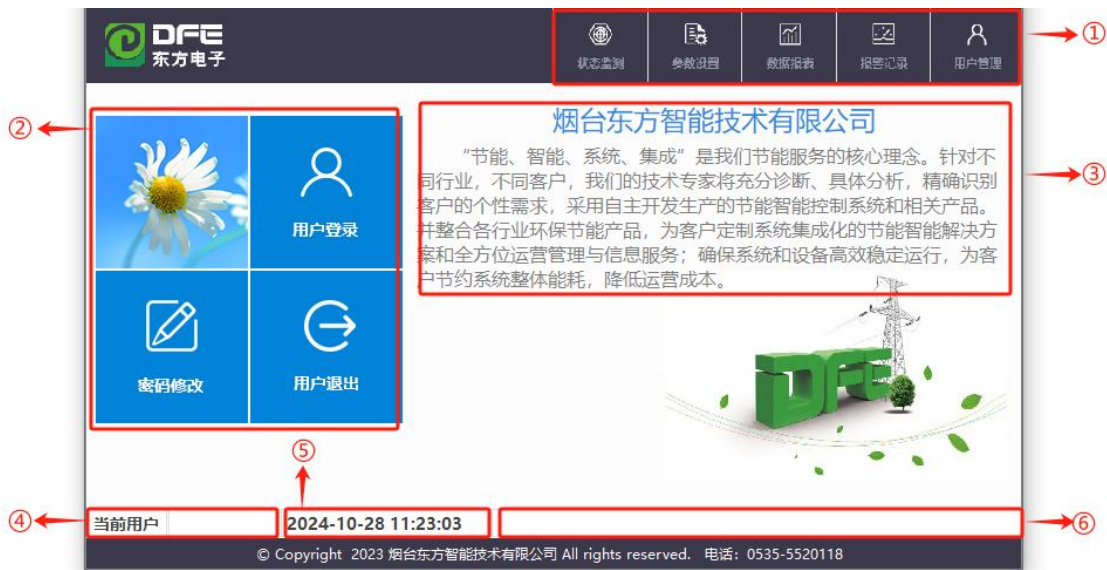 DFE
东方电子
状态监测
参数设置
数据报表
报警记录
用户管理
①
②
用户登录
密码修改
用户退出
烟台东方智能技术有限公司
“节能、智能、系统、集成”是我们节能服务的核心理念。针对不
同行业，不同客户，我们的技术专家将充分诊断、具体分析，精确识别
客户的个性需求，采用自主开发生产的节能智能控制系统和相关产品。
并整合各行业环保节能产品，为客户定制系统集成化的节能智能解决方
案和全方位运营管理与信息服务；确保系统和设备高效稳定运行，为客
户节约系统整体能耗，降低运营成本。
③
DFE
⑤
④
当前用户
2024-10-28 11:23:03
⑥
© Copyright 2023 烟台东方智能技术有限公司 All rights reserved. 电话：0535-5520118